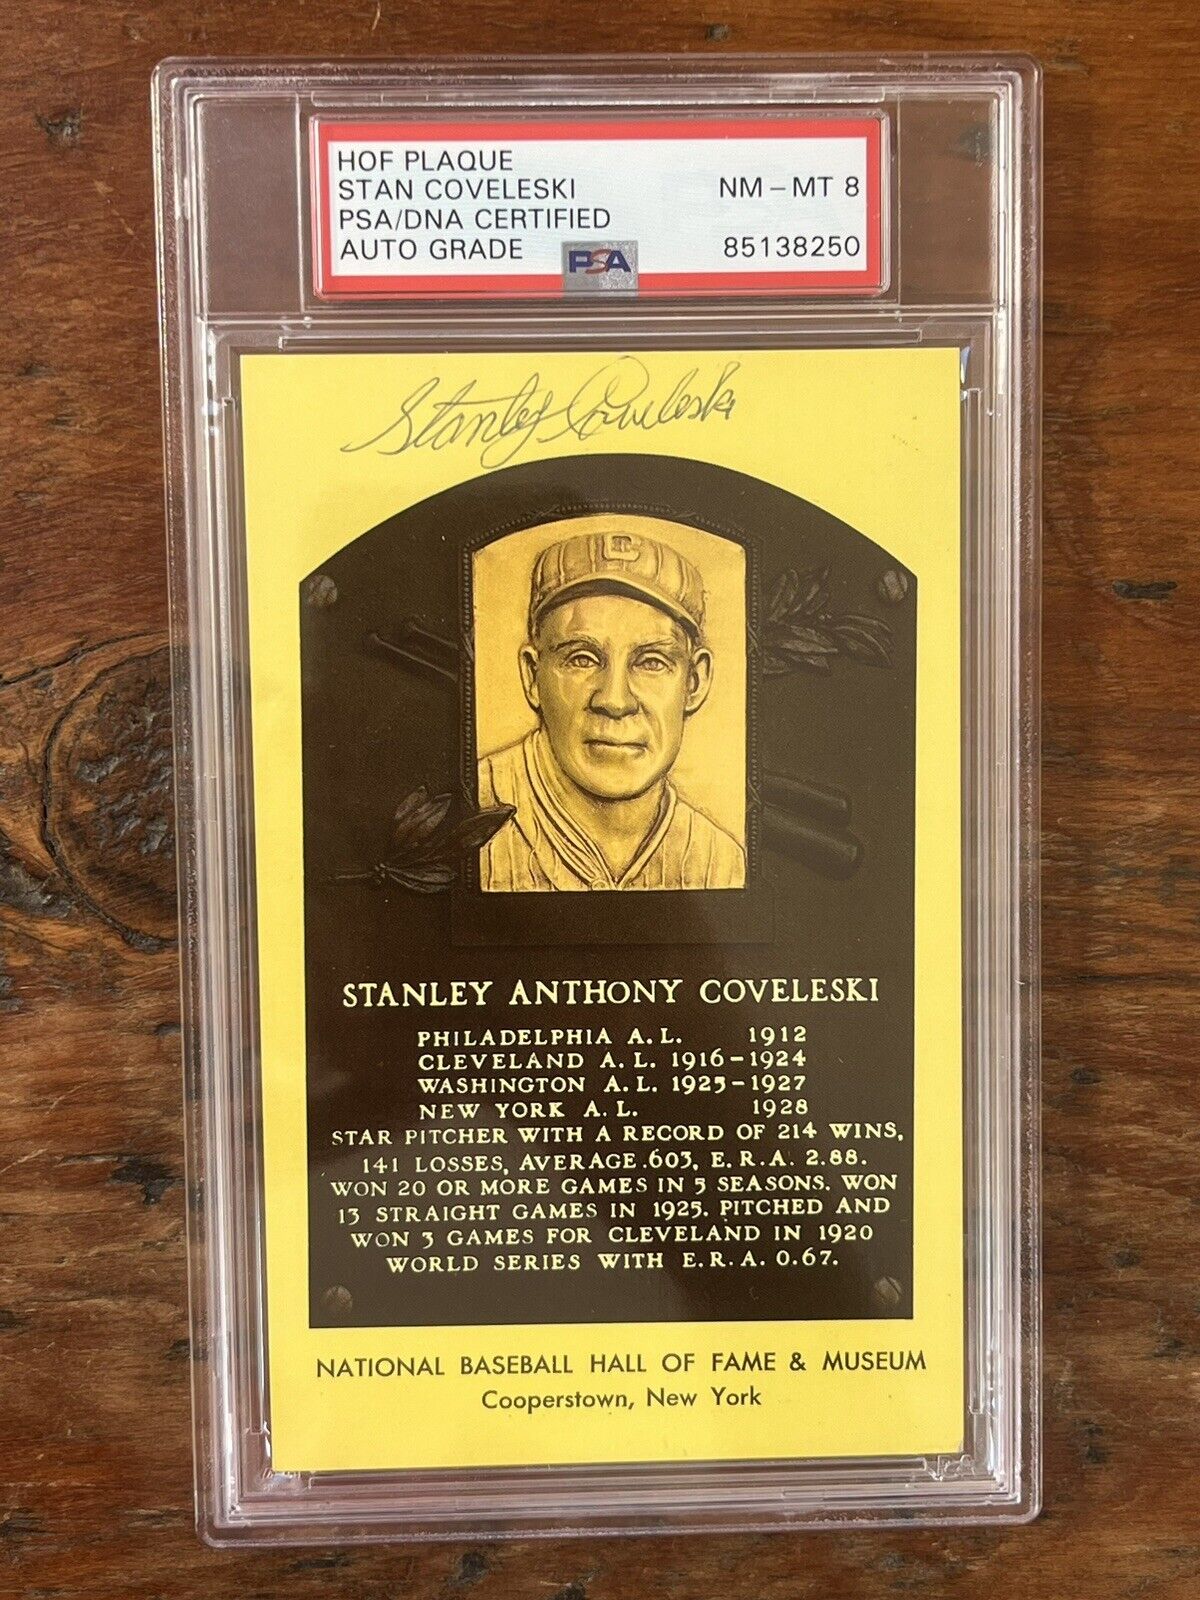 HOF PLAQUE
STAN COVELESKI NM-MT 8
PSA/DNA CERTIFIED
AUTO GRADE 85138250
PSA
Stanley Coveleski
C
STANLEY ANTHONY COVELESKI
PHILADELPHIA A.L. 1912
CLEVELAND A.L. 1916-1924
WASHINGTON A.L. 1925-1927
NEW YORK A.L. 1928
STAR PITCHER WITH A RECORD OF 214 WINS,
141 LOSSES, AVERAGE .603, E.R.A. 2.88.
WON 20 OR MORE GAMES IN 5 SEASONS. WON
13 STRAIGHT GAMES IN 1925. PITCHED AND
WON 3 GAMES FOR CLEVELAND IN 1920
WORLD SERIES WITH E.R.A. 0.67.
NATIONAL BASEBALL HALL OF FAME & MUSEUM
Cooperstown, New York